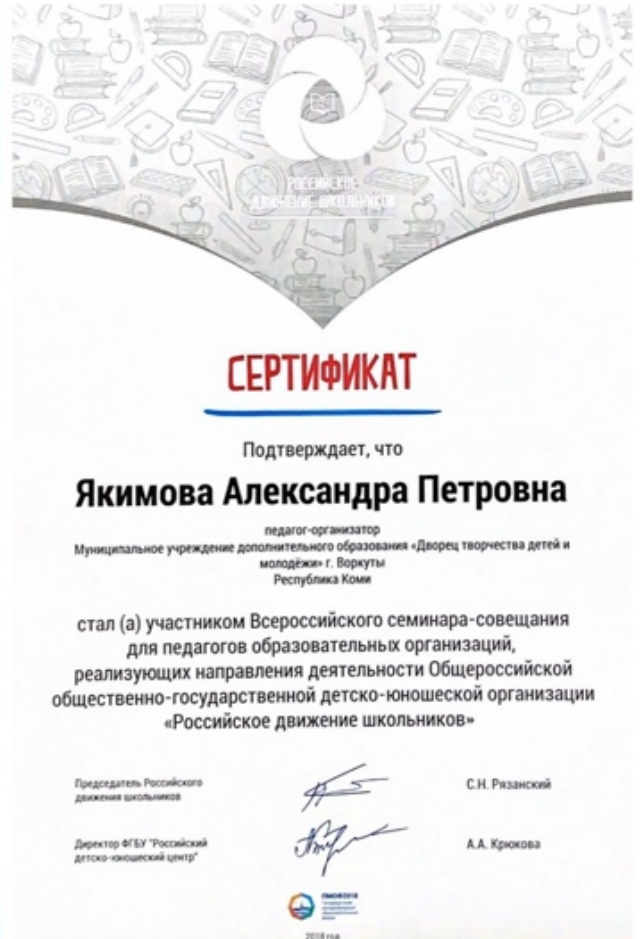 РОССИЙСКОЕ
ДВИЖЕНИЕ ШКОЛЬНИКОВ
СЕРТИФИКАТ
Подтверждает, что
Якимова Александра Петровна
педагог-организатор
Муниципальное учреждение дополнительного образования «Дворец творчества детей и
молодёжи» г. Воркуты
Республика Коми
стал (а) участником Всероссийского семинара-совещания
для педагогов образовательных организаций,
реализующих направления деятельности Общероссийской
общественно-государственной детско-юношеской организации
«Российское движение школьников»
Председатель Российского
движения школьников
С.Н. Рязанский
Директор ФГБУ "Российский
детско-юношеский центр"
А.А. Крюкова
ПМОФ2018
2018 год